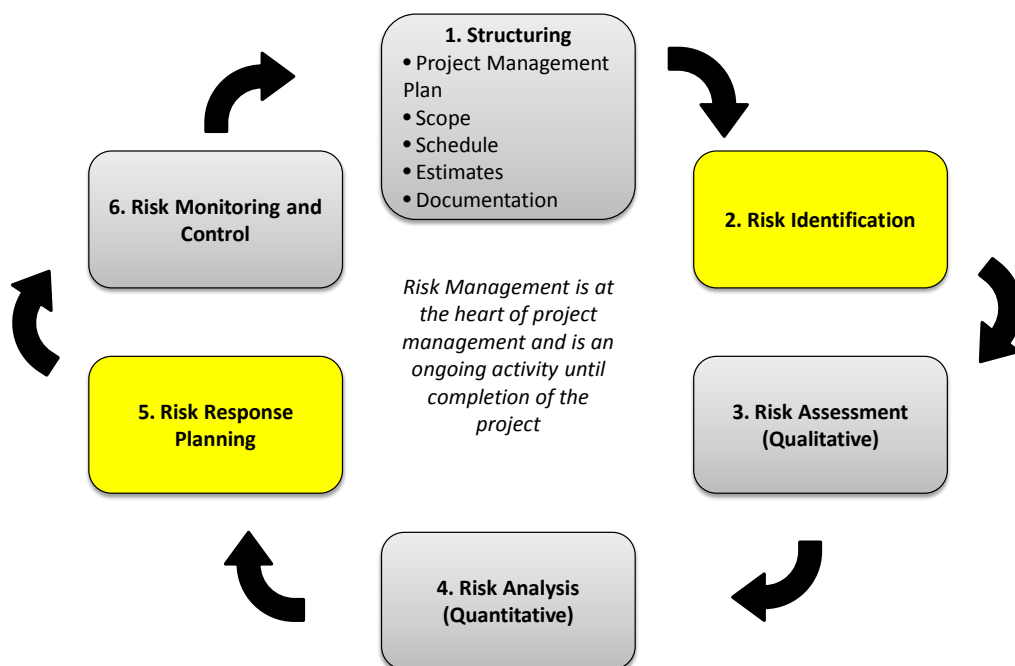 1. Structuring
• Project Management
Plan
• Scope
• Schedule
• Estimates
• Documentation
2. Risk Identification
3. Risk Assessment
(Qualitative)
4. Risk Analysis
(Quantitative)
5. Risk Response
Planning
6. Risk Monitoring and
Control
Risk Management is at
the heart of project
management and is an
ongoing activity until
completion of the
project